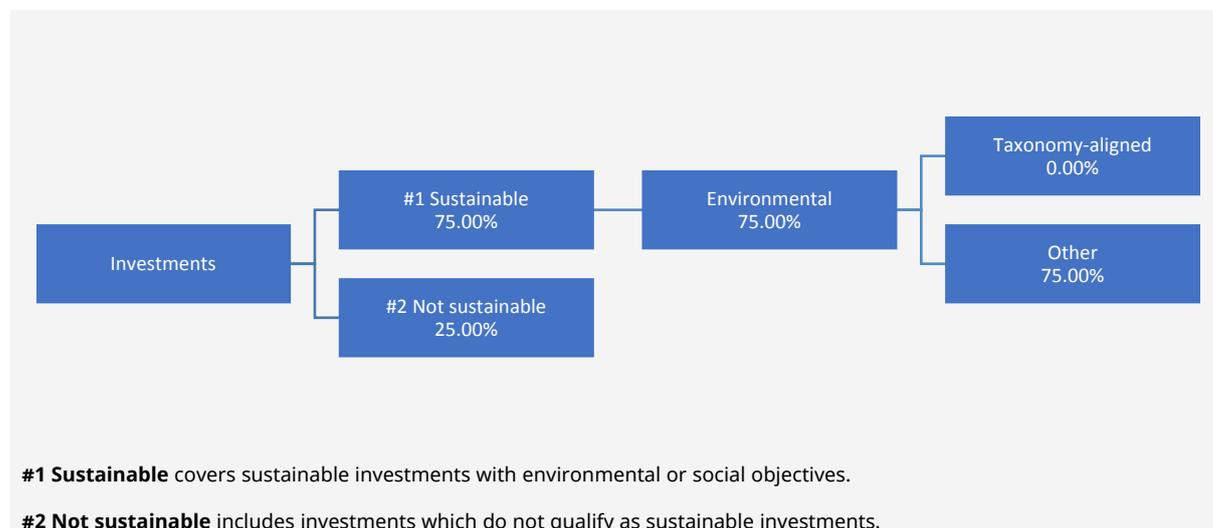 Taxonomy-aligned
0.00%
#1 Sustainable
75.00%
Environmental
75.00%
Investments
Other
75.00%
#2 Not sustainable
25.00%
#1 Sustainable covers sustainable investments with environmental or social objectives.
#2 Not sustainable includes investments which do not qualify as sustainable investments.